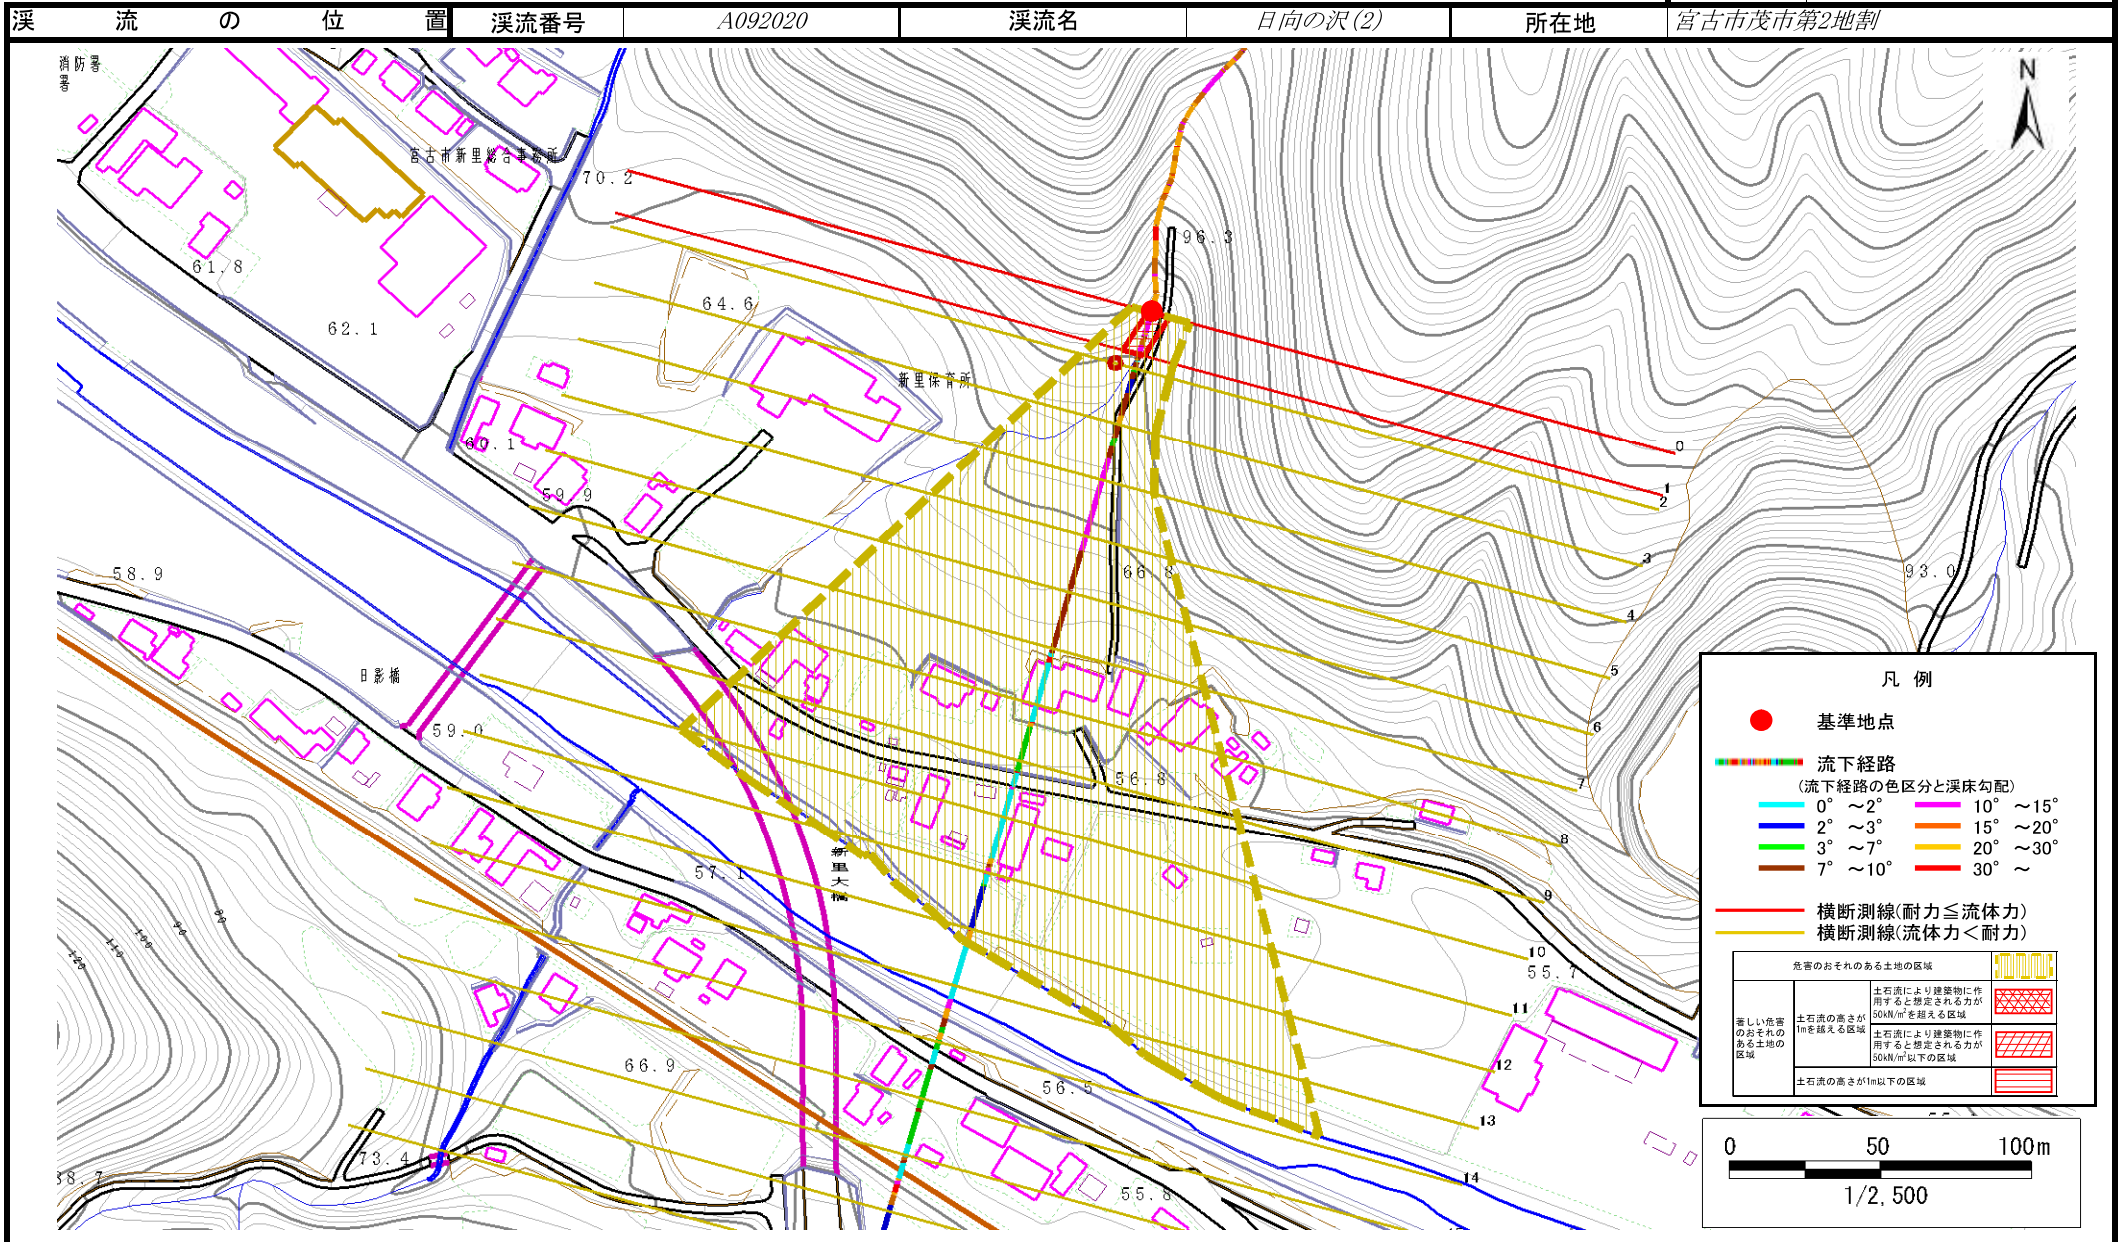 渓流の位置 渓流番号 A092020 渓流名 日向の沢(2) 所在地 宮古市茂市第2地割
消防署
署
宮古市新里総合事務所
70.2
96.3
61.8
62.1
64.6
新里保育所
60.1
59.9
58.9
66.8
93.0
日影橋
59.0
56.8
57.1
新里大橋
55.7
66.9
56.5
73.4
55.8
38.7
80
90
100
110
120
0
1
2
3
4
5
6
7
8
9
10
11
12
13
14
N
凡 例
基準地点
流下経路
(流下経路の色区分と渓床勾配)
0° ~2° 10° ~15°
2° ~3° 15° ~20°
3° ~7° 20° ~30°
7° ~10° 30° ~
横断測線(耐力≦流体力)
横断測線(流体力<耐力)
危害のおそれのある土地の区域
著しい危害
のおそれの
ある土地の
区域
土石流の高さが
1mを越える区域
土石流により建築物に作
用すると想定される力が
50kN/㎡を超える区域
土石流により建築物に作
用すると想定される力が
50kN/㎡以下の区域
土石流の高さが1m以下の区域
0 50 100m
1/2,500